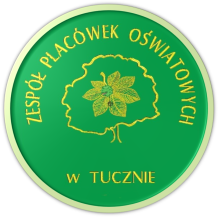 ZESPÓŁ PLACÓWEK OŚWIATOWYCH
W TUCZNIE